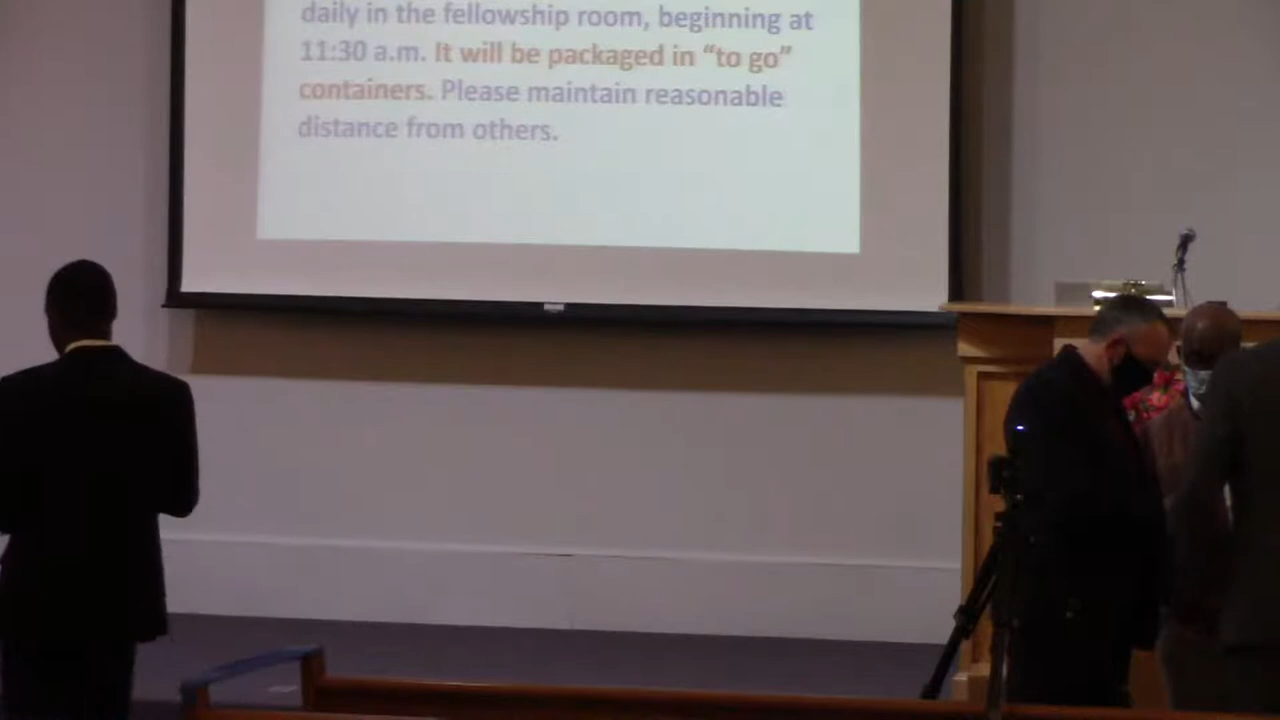 daily in the fellowship room, beginning at
11:30 a.m. It will be packaged in “to go”
containers. Please maintain reasonable
distance from others.